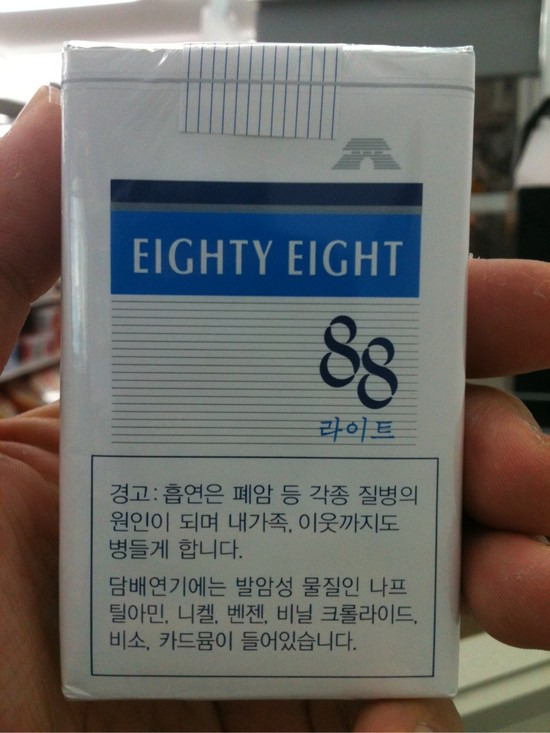 EIGHTY EIGHT
88
라이트
경고: 흡연은 폐암 등 각종 질병의
원인이 되며 내가족, 이웃까지도
병들게 합니다.
담배연기에는 발암성 물질인 나프
틸아민, 니켈, 벤젠, 비닐 크롤라이드,
비소, 카드뮴이 들어있습니다.